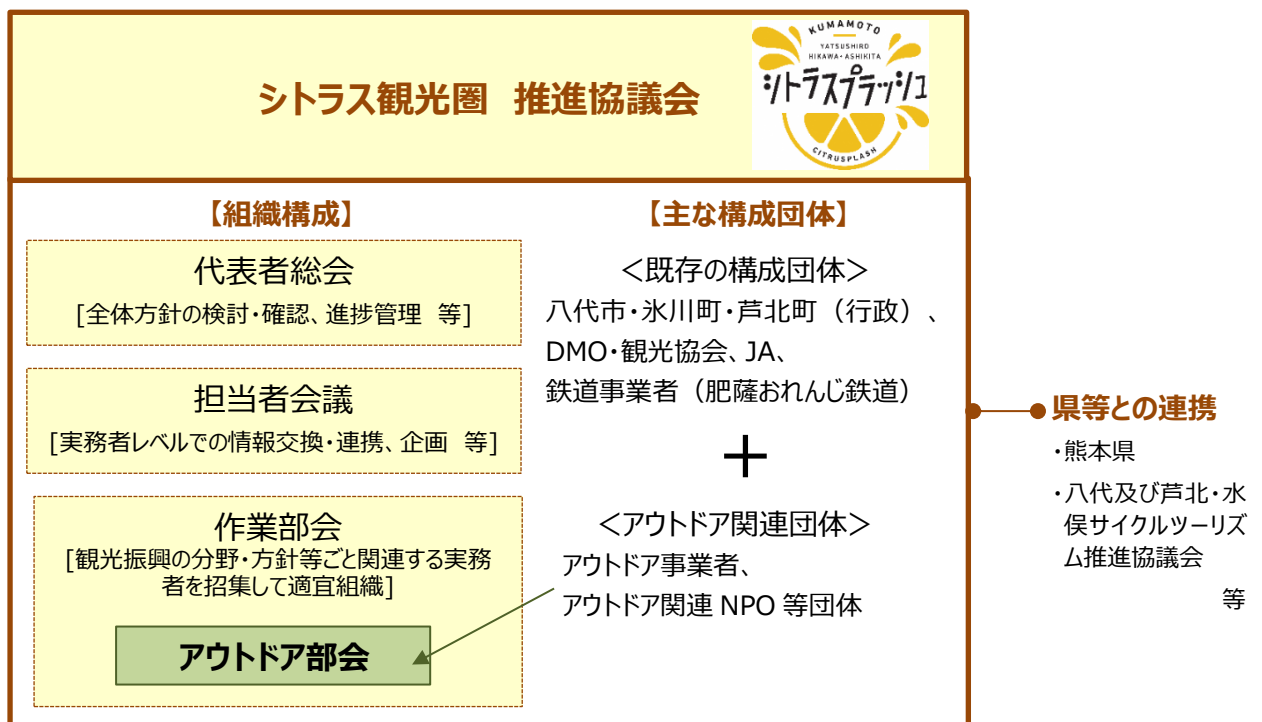 シトラス観光圏 推進協議会
KUMAMOTO
YATSUSHIRO
HIKAWA・ASHIKITA
シトラスプラッシュ
CITRUSPLASH
【組織構成】
代表者総会
[全体方針の検討・確認、進捗管理 等]
担当者会議
[実務者レベルでの情報交換・連携、企画 等]
作業部会
[観光振興の分野・方針等ごと関連する実務
者を招集して適宜組織]
アウトドア部会
【主な構成団体】
＜既存の構成団体＞
八代市・氷川町・芦北町（行政）、
DMO・観光協会、JA、
鉄道事業者（肥薩おれんじ鉄道）
＋
＜アウトドア関連団体＞
アウトドア事業者、
アウトドア関連 NPO 等団体
県等との連携
・熊本県
・八代及び芦北・水
俣サイクルツーリズ
ム推進協議会
等